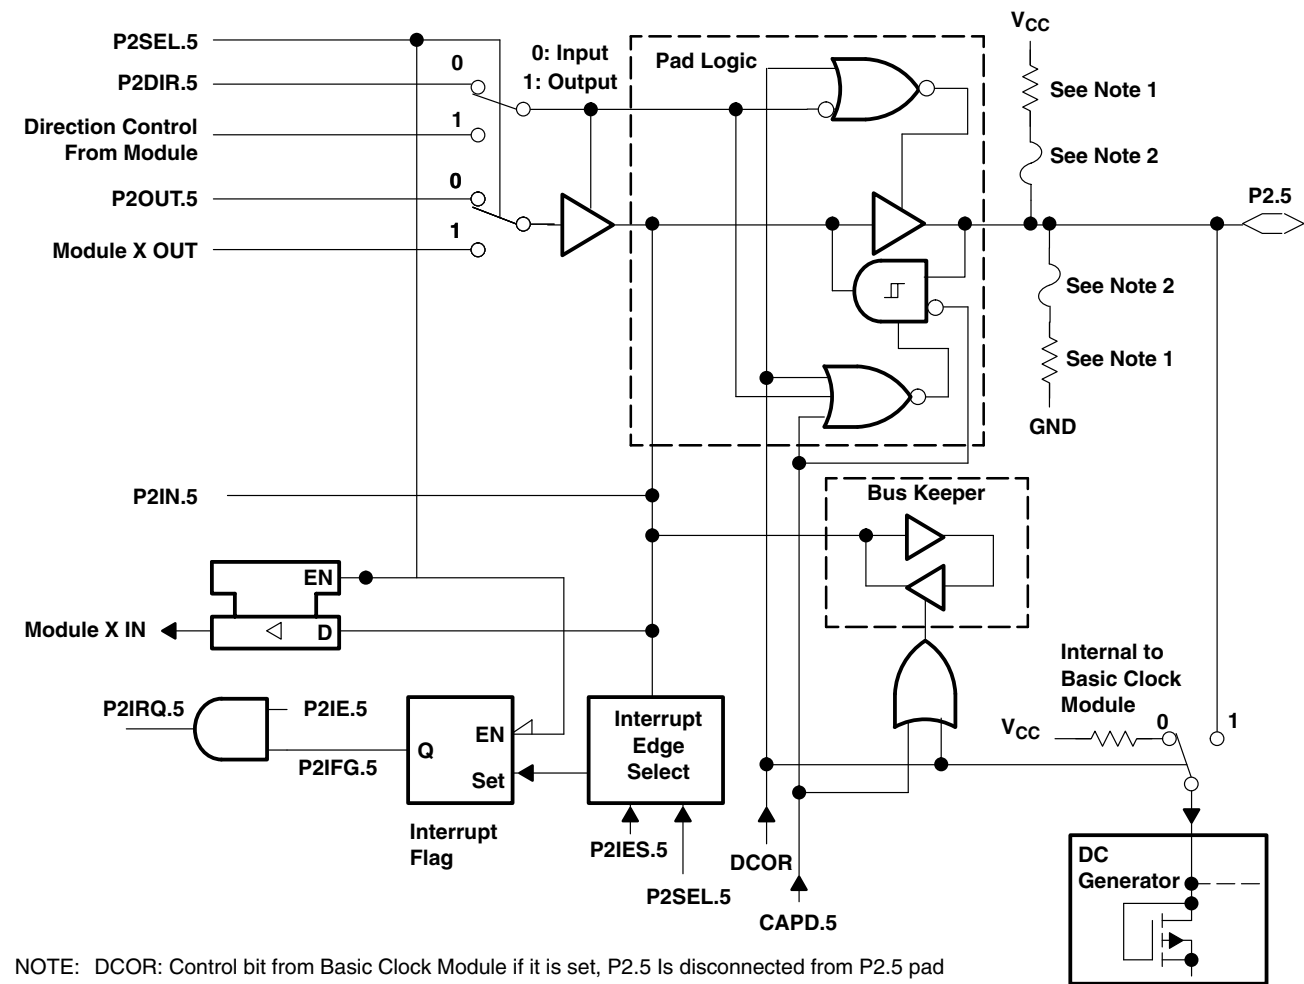 P2SEL.5
P2DIR.5
Direction Control
From Module
P2OUT.5
Module X OUT
0
1
0
1
0: Input
1: Output
Pad Logic
VCC
See Note 1
See Note 2
P2.5
See Note 2
See Note 1
GND
P2IN.5
Bus Keeper
EN
D
Module X IN
P2IRQ.5
P2IE.5
P2IFG.5
Q
EN
Set
Interrupt
Flag
Interrupt
Edge
Select
P2IES.5
P2SEL.5
DCOR
CAPD.5
Internal to
Basic Clock
Module
VCC
0
1
DC
Generator
NOTE: DCOR: Control bit from Basic Clock Module if it is set, P2.5 Is disconnected from P2.5 pad